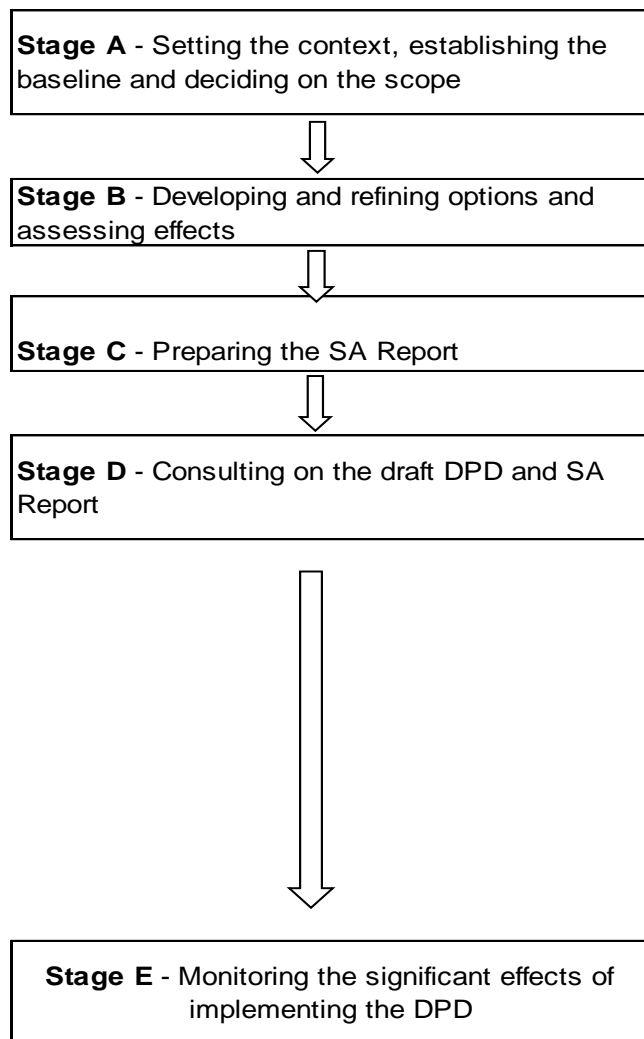 Stage A - Setting the context, establishing the
baseline and deciding on the scope
Stage B - Developing and refining options and
assessing effects
Stage C - Preparing the SA Report
Stage D - Consulting on the draft DPD and SA
Report
Stage E - Monitoring the significant effects of
implementing the DPD